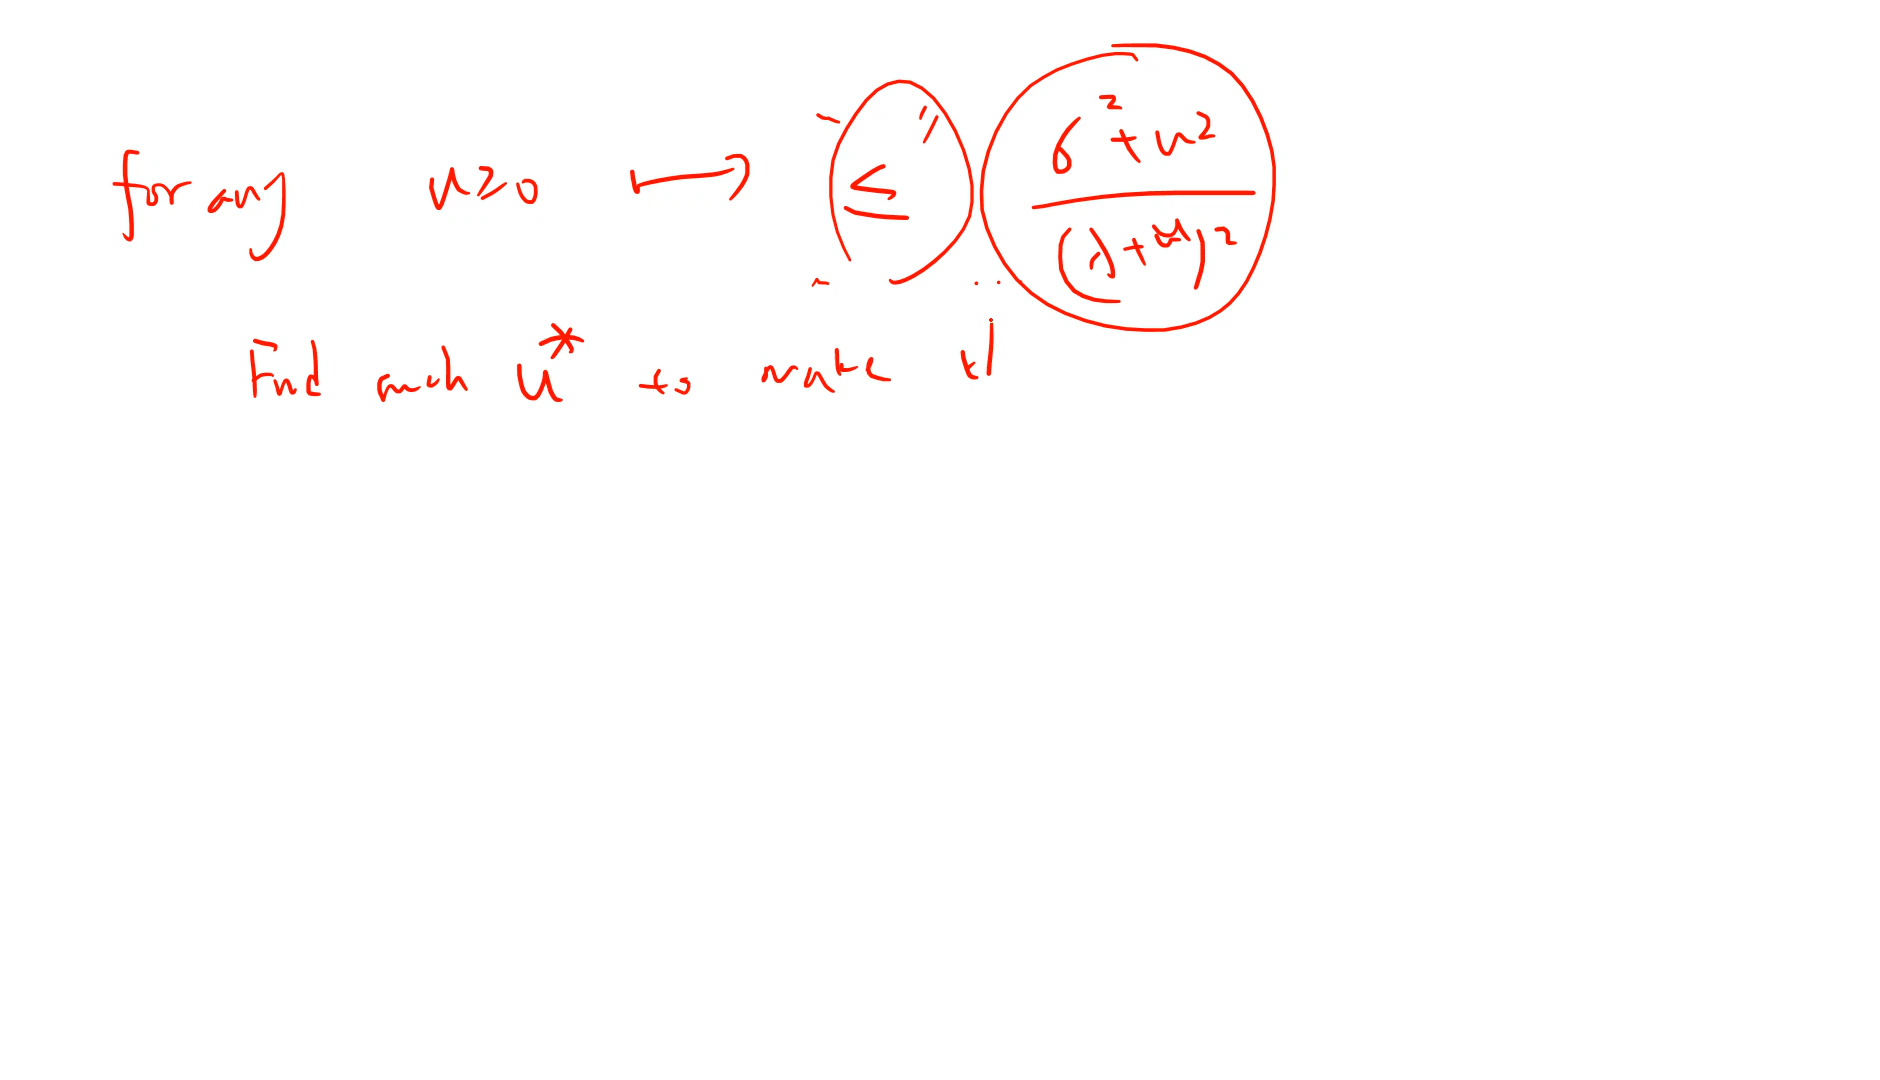 for any u ≥ 0 ⟼ "≤" (σ² + u²) / (λ + u)²
Find such u* to make